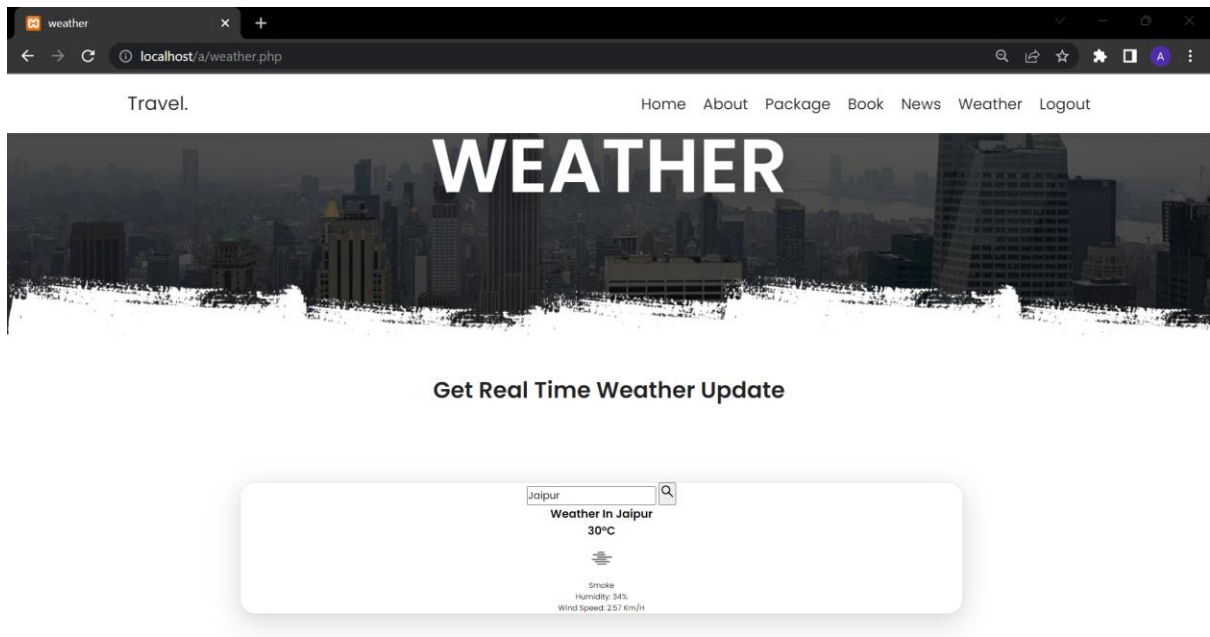 weather
localhost/a/weather.php
A
Travel.
Home About Package Book News Weather Logout
WEATHER
Get Real Time Weather Update
Jaipur
Weather In Jaipur
30°C
Smoke
Humidity: 34%
Wind Speed: 2.57 Km/H